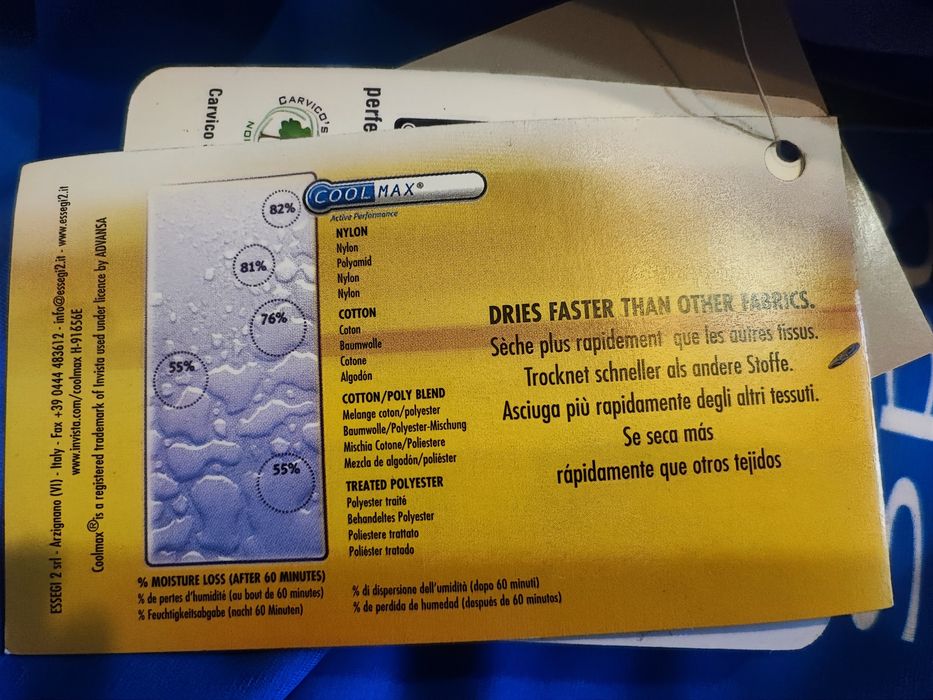 Carvico
CARVICO'S
perfe
ESSEGI 2 srl - Arzignano (VI) - Italy - Fax +39 0444 483612 - info@essegi2.it - www.essegi2.it
www.invista.com/coolmax H-91656E
Coolmax® is a registered trademark of Invista used under licence by ADVANSA
82%
81%
76%
55%
55%
COOLMAX®
Active Performance
NYLON
Nylon
Polyamid
Nylon
Nylon
COTTON
Coton
Baumwolle
Cotone
Algodón
COTTON/POLY BLEND
Melange coton/polyester
Baumwolle/Polyester-Mischung
Mischia Cotone/Poliestere
Mezcla de algodón/poliéster
TREATED POLYESTER
Polyester traité
Behandeltes Polyester
Poliestere trattato
Poliéster tratado
DRIES FASTER THAN OTHER FABRICS.
Sèche plus rapidement que les autres tissus.
Trocknet schneller als andere Stoffe.
Asciuga più rapidamente degli altri tessuti.
Se seca más
rápidamente que otros tejidos
% MOISTURE LOSS (AFTER 60 MINUTES)
% de pertes d'humidité (au bout de 60 minutes)
% Feuchtigkeitsabgabe (nacht 60 Minuten)
% di dispersione dell'umidità (dopo 60 minuti)
% de perdida de humedad (después de 60 minutos)